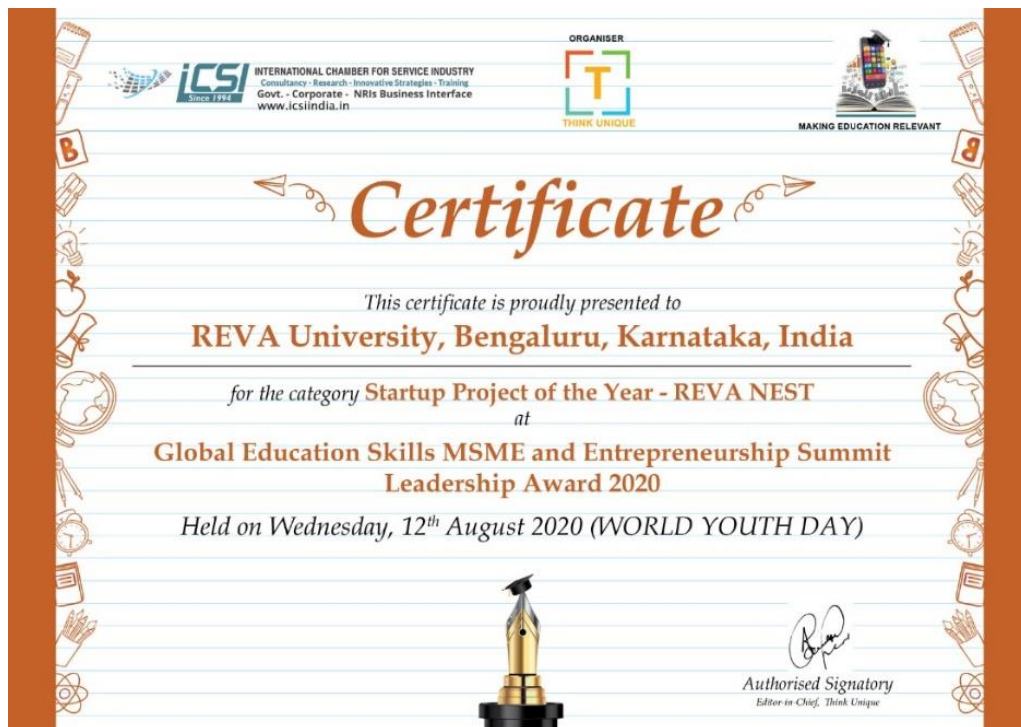 ORGANISER
iCSI
Since 1994
INTERNATIONAL CHAMBER FOR SERVICE INDUSTRY
Consultancy - Research - Innovative Strategies - Training
Govt. - Corporate - NRIs Business Interface
www.icsiindia.in
T
THINK UNIQUE
MAKING EDUCATION RELEVANT
B
B
Certificate
This certificate is proudly presented to
REVA University, Bengaluru, Karnataka, India
for the category Startup Project of the Year - REVA NEST
at
Global Education Skills MSME and Entrepreneurship Summit
Leadership Award 2020
Held on Wednesday, 12th August 2020 (WORLD YOUTH DAY)
Authorised Signatory
Editor-in-Chief, Think Unique